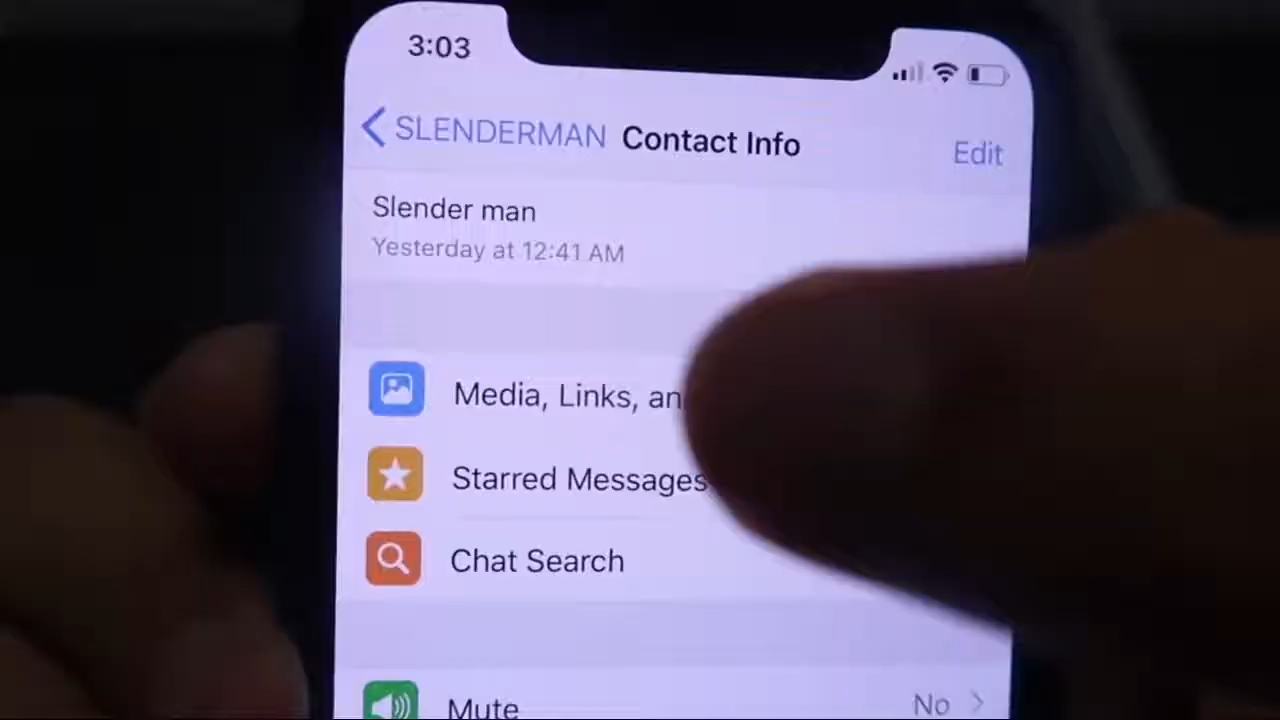 3:03
SLENDERMAN Contact Info Edit
Slender man
Yesterday at 12:41 AM
Media, Links, an
Starred Messages
Chat Search
Mute No